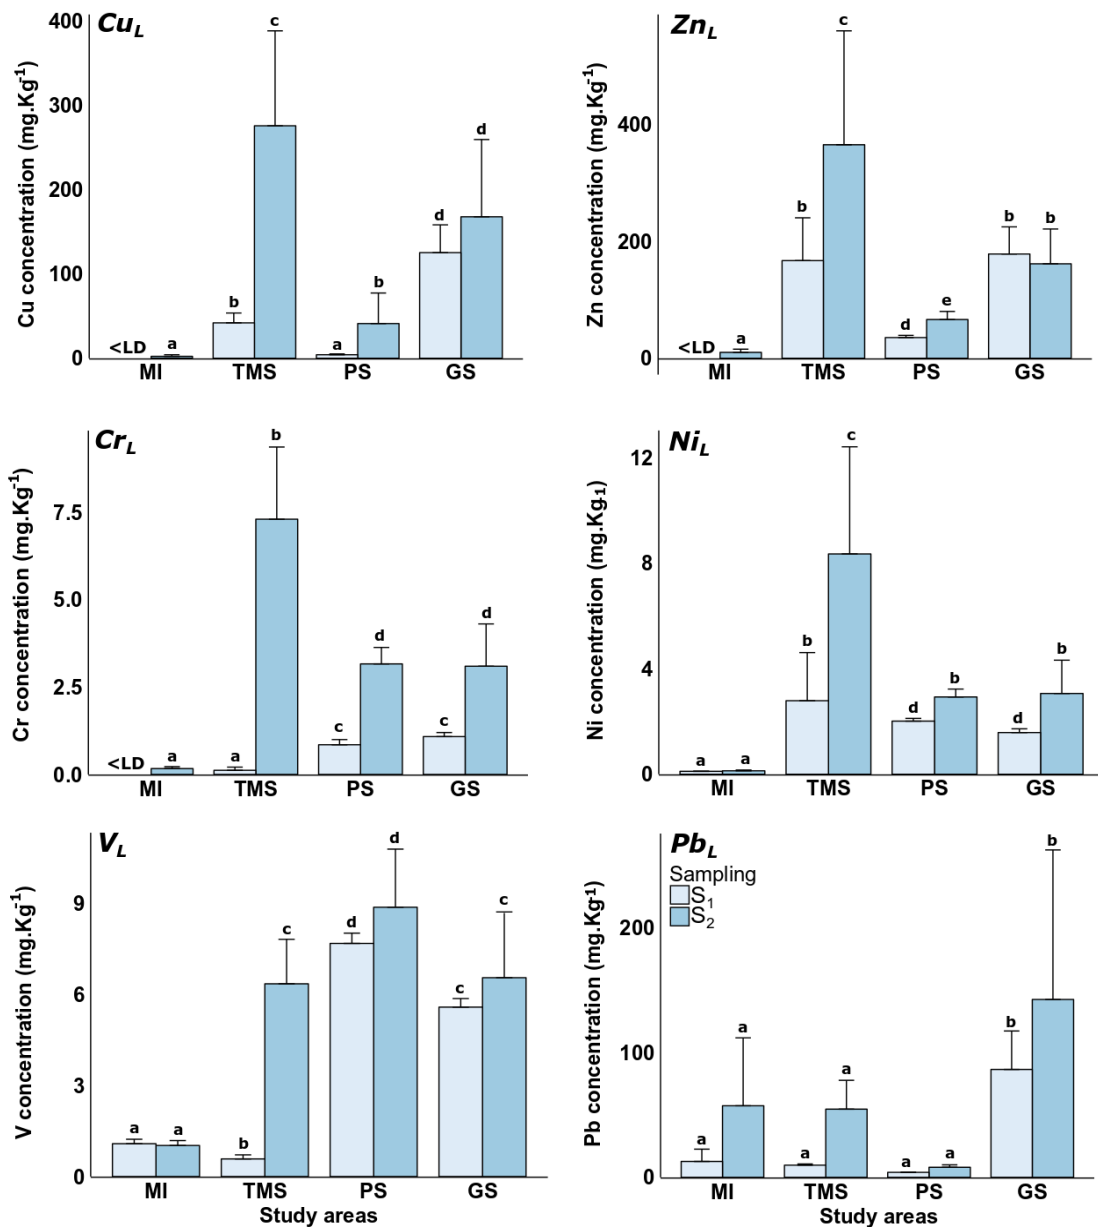 Cu_L
Cu concentration (mg.Kg⁻¹)
400
300
200
100
0
<LD
a
b
c
a
b
d
d
MI TMS PS GS
Zn_L
Zn concentration (mg.Kg⁻¹)
400
200
0
<LD
a
b
c
d
e
b
b
MI TMS PS GS
Cr_L
Cr concentration (mg.Kg⁻¹)
7.5
5.0
2.5
0.0
<LD
a
a
b
c
d
c
d
MI TMS PS GS
Ni_L
Ni concentration (mg.Kg-1)
12
8
4
0
a
a
b
c
d
b
d
b
MI TMS PS GS
V_L
V concentration (mg.Kg⁻¹)
9
6
3
0
a
a
b
c
d
d
c
c
MI TMS PS GS
Study areas
Pb_L
Sampling
S₁
S₂
Pb concentration (mg.Kg⁻¹)
200
100
0
a
a
a
a
a
a
b
b
MI TMS PS GS
Study areas